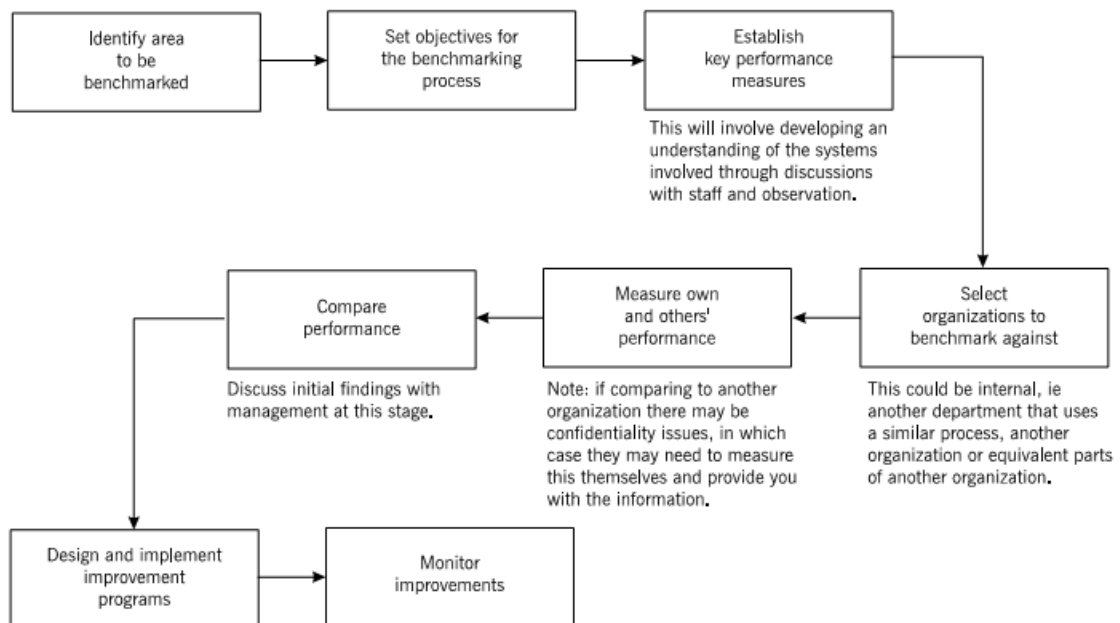 Identify area
to be
benchmarked
Set objectives for
the benchmarking
process
Establish
key performance
measures
This will involve developing an
understanding of the systems
involved through discussions
with staff and observation.
Select
organizations to
benchmark against
This could be internal, ie
another department that uses
a similar process, another
organization or equivalent parts
of another organization.
Measure own
and others'
performance
Note: if comparing to another
organization there may be
confidentiality issues, in which
case they may need to measure
this themselves and provide you
with the information.
Compare
performance
Discuss initial findings with
management at this stage.
Design and implement
improvement
programs
Monitor
improvements